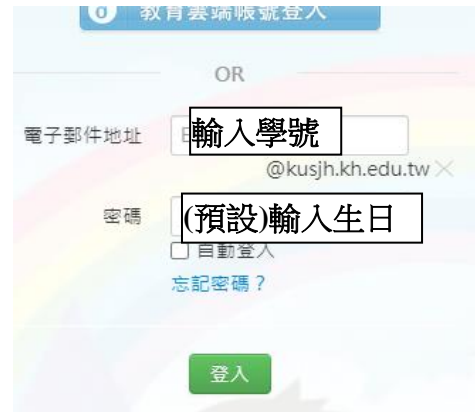 教育雲端帳號登入
OR
電子郵件地址 輸入學號
@kusjh.kh.edu.tw
密碼 (預設)輸入生日
自動登入
忘記密碼？
登入